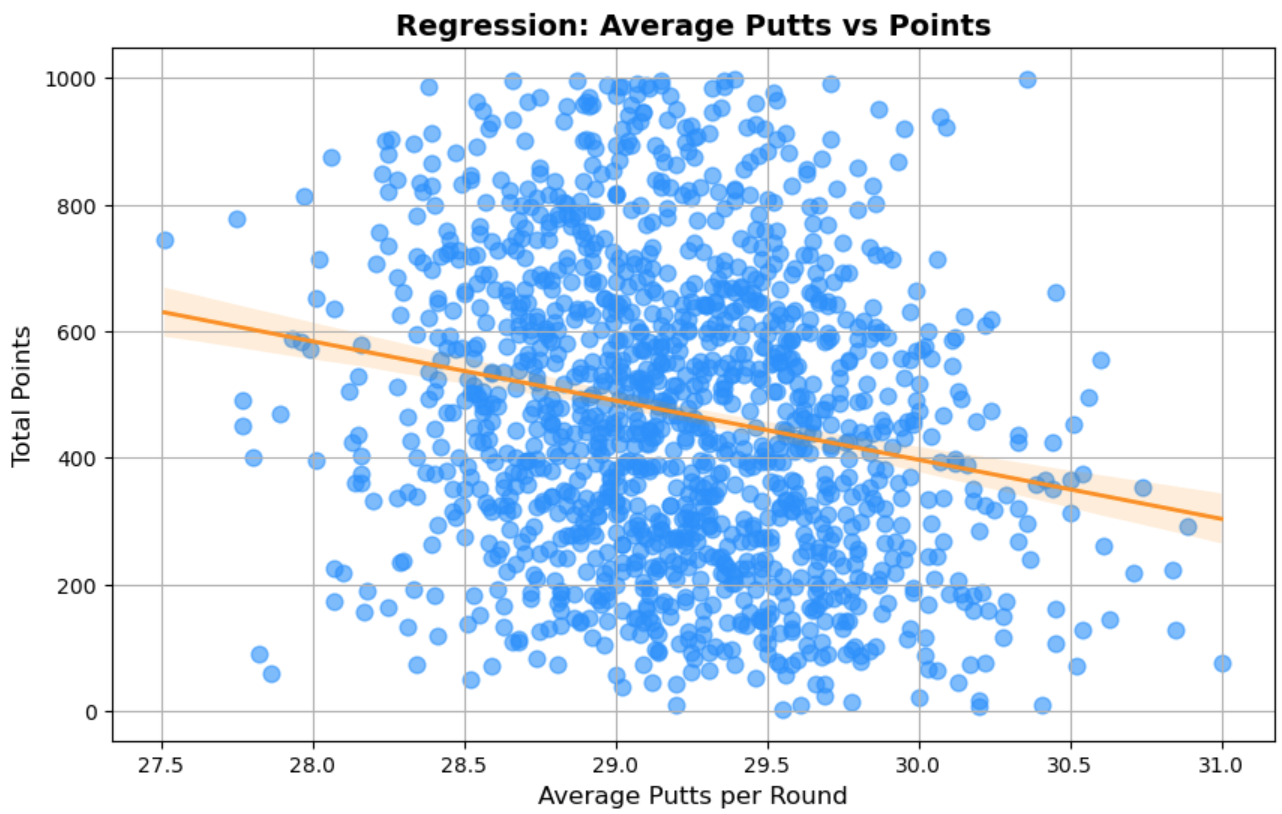 Regression: Average Putts vs Points
1000
800
600
400
200
0
Total Points
27.5 28.0 28.5 29.0 29.5 30.0 30.5 31.0
Average Putts per Round